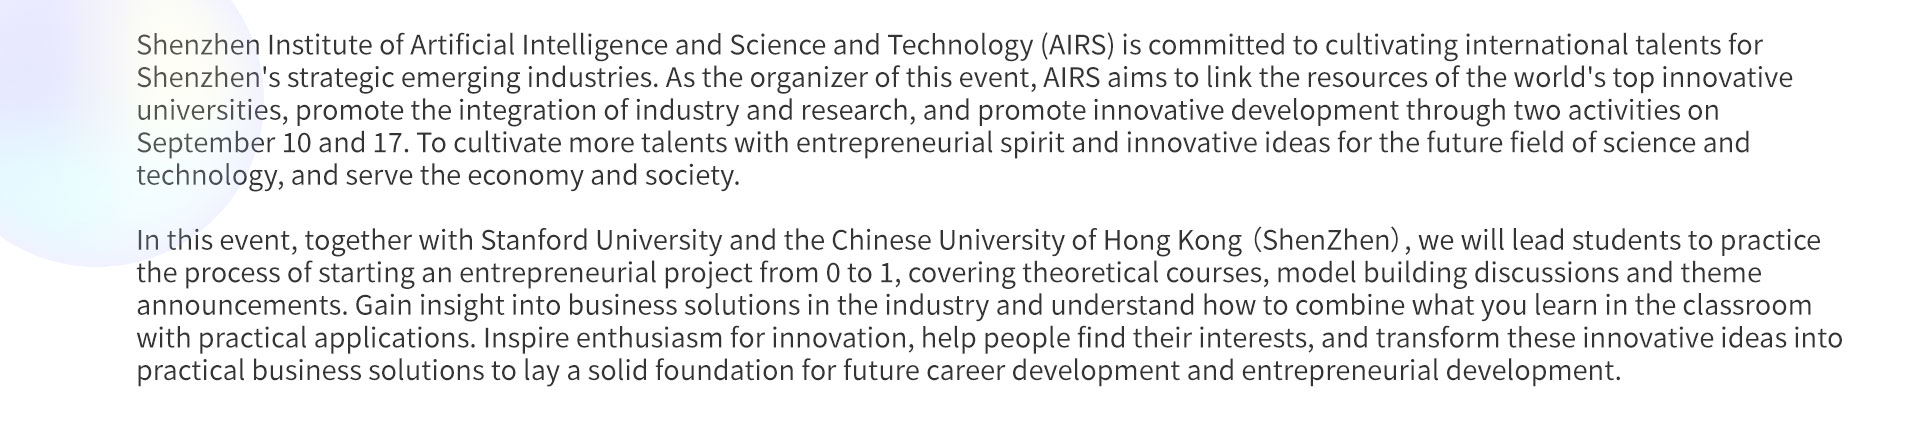 Shenzhen Institute of Artificial Intelligence and Science and Technology (AIRS) is committed to cultivating international talents for
Shenzhen's strategic emerging industries. As the organizer of this event, AIRS aims to link the resources of the world's top innovative
universities, promote the integration of industry and research, and promote innovative development through two activities on
September 10 and 17. To cultivate more talents with entrepreneurial spirit and innovative ideas for the future field of science and
technology, and serve the economy and society.
In this event, together with Stanford University and the Chinese University of Hong Kong（ShenZhen）, we will lead students to practice
the process of starting an entrepreneurial project from 0 to 1, covering theoretical courses, model building discussions and theme
announcements. Gain insight into business solutions in the industry and understand how to combine what you learn in the classroom
with practical applications. Inspire enthusiasm for innovation, help people find their interests, and transform these innovative ideas into
practical business solutions to lay a solid foundation for future career development and entrepreneurial development.